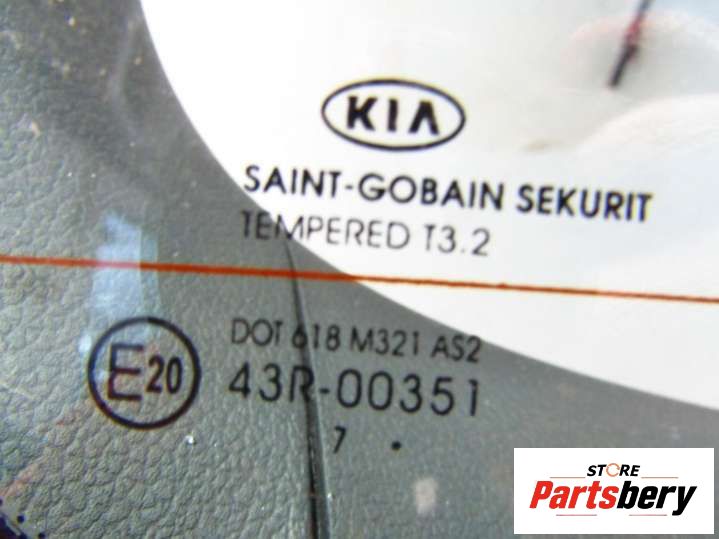 KIA
SAINT-GOBAIN SEKURIT
TEMPERED T3.2
DOT 618 M321 AS2
E20 43R-00351
7 •
STORE
Partsbery